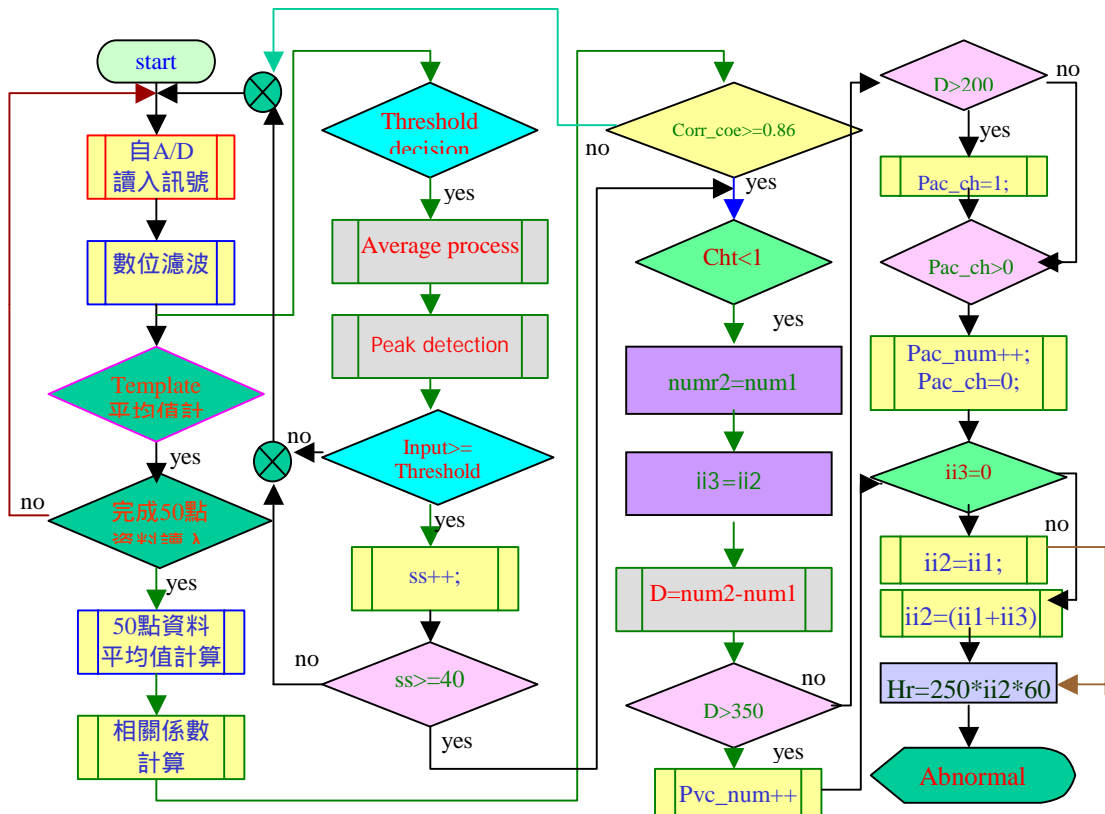 start
自A/D
讀入訊號
數位濾波
Template
平均值計
yes
no
完成50點
資料讀入
yes
50點資料
平均值計算
相關係數
計算
Threshold
decision
yes
Average process
Peak detection
no
Input>=
Threshold
yes
ss++;
no
ss>=40
yes
Corr_coe>=0.86
no
yes
Cht<1
yes
numr2=num1
ii3=ii2
D=num2-num1
no
D>350
yes
Pvc_num++
D>200
no
yes
Pac_ch=1;
Pac_ch>0
Pac_num++;
Pac_ch=0;
ii3=0
no
ii2=ii1;
ii2=(ii1+ii3)
Hr=250*ii2*60
Abnormal